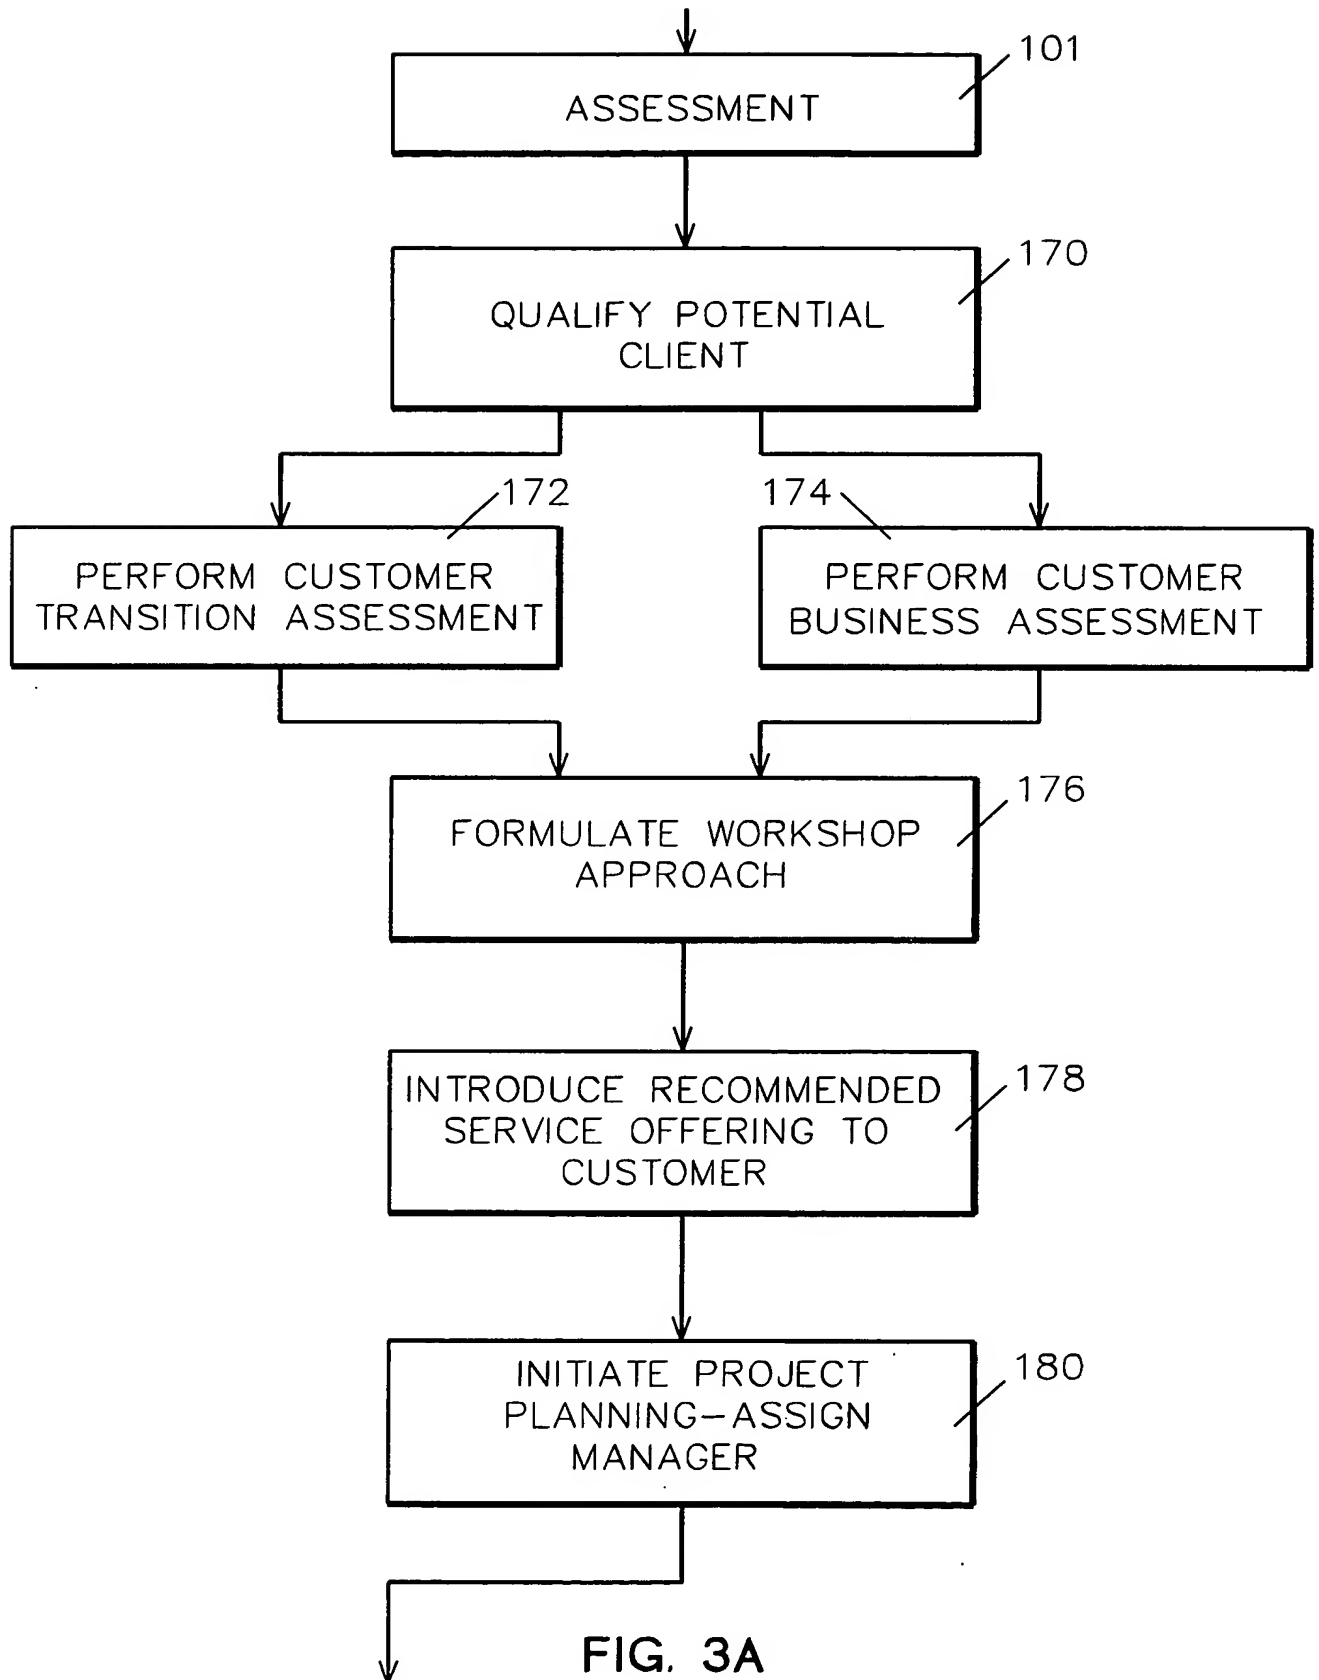 101
ASSESSMENT
170
QUALIFY POTENTIAL
CLIENT
172
PERFORM CUSTOMER
TRANSITION ASSESSMENT
174
PERFORM CUSTOMER
BUSINESS ASSESSMENT
176
FORMULATE WORKSHOP
APPROACH
178
INTRODUCE RECOMMENDED
SERVICE OFFERING TO
CUSTOMER
180
INITIATE PROJECT
PLANNING–ASSIGN
MANAGER
FIG. 3A